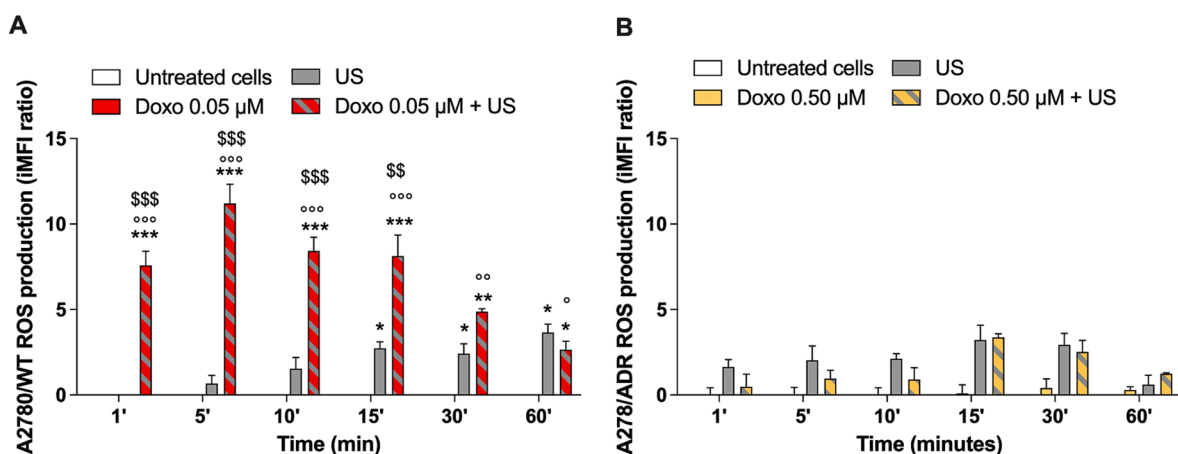 A
Untreated cells
US
Doxo 0.05 µM
Doxo 0.05 µM + US
A2780/WT ROS production (iMFI ratio)
15
10
5
0
$$$
°°°
***
$$$
°°°
***
$$$
°°°
***
$$
°°°
***
*
°°
**
*
°
*
*
1'
5'
10'
15'
30'
60'
Time (min)
B
Untreated cells
US
Doxo 0.50 µM
Doxo 0.50 µM + US
A278/ADR ROS production (iMFI ratio)
15
10
5
0
1'
5'
10'
15'
30'
60'
Time (minutes)